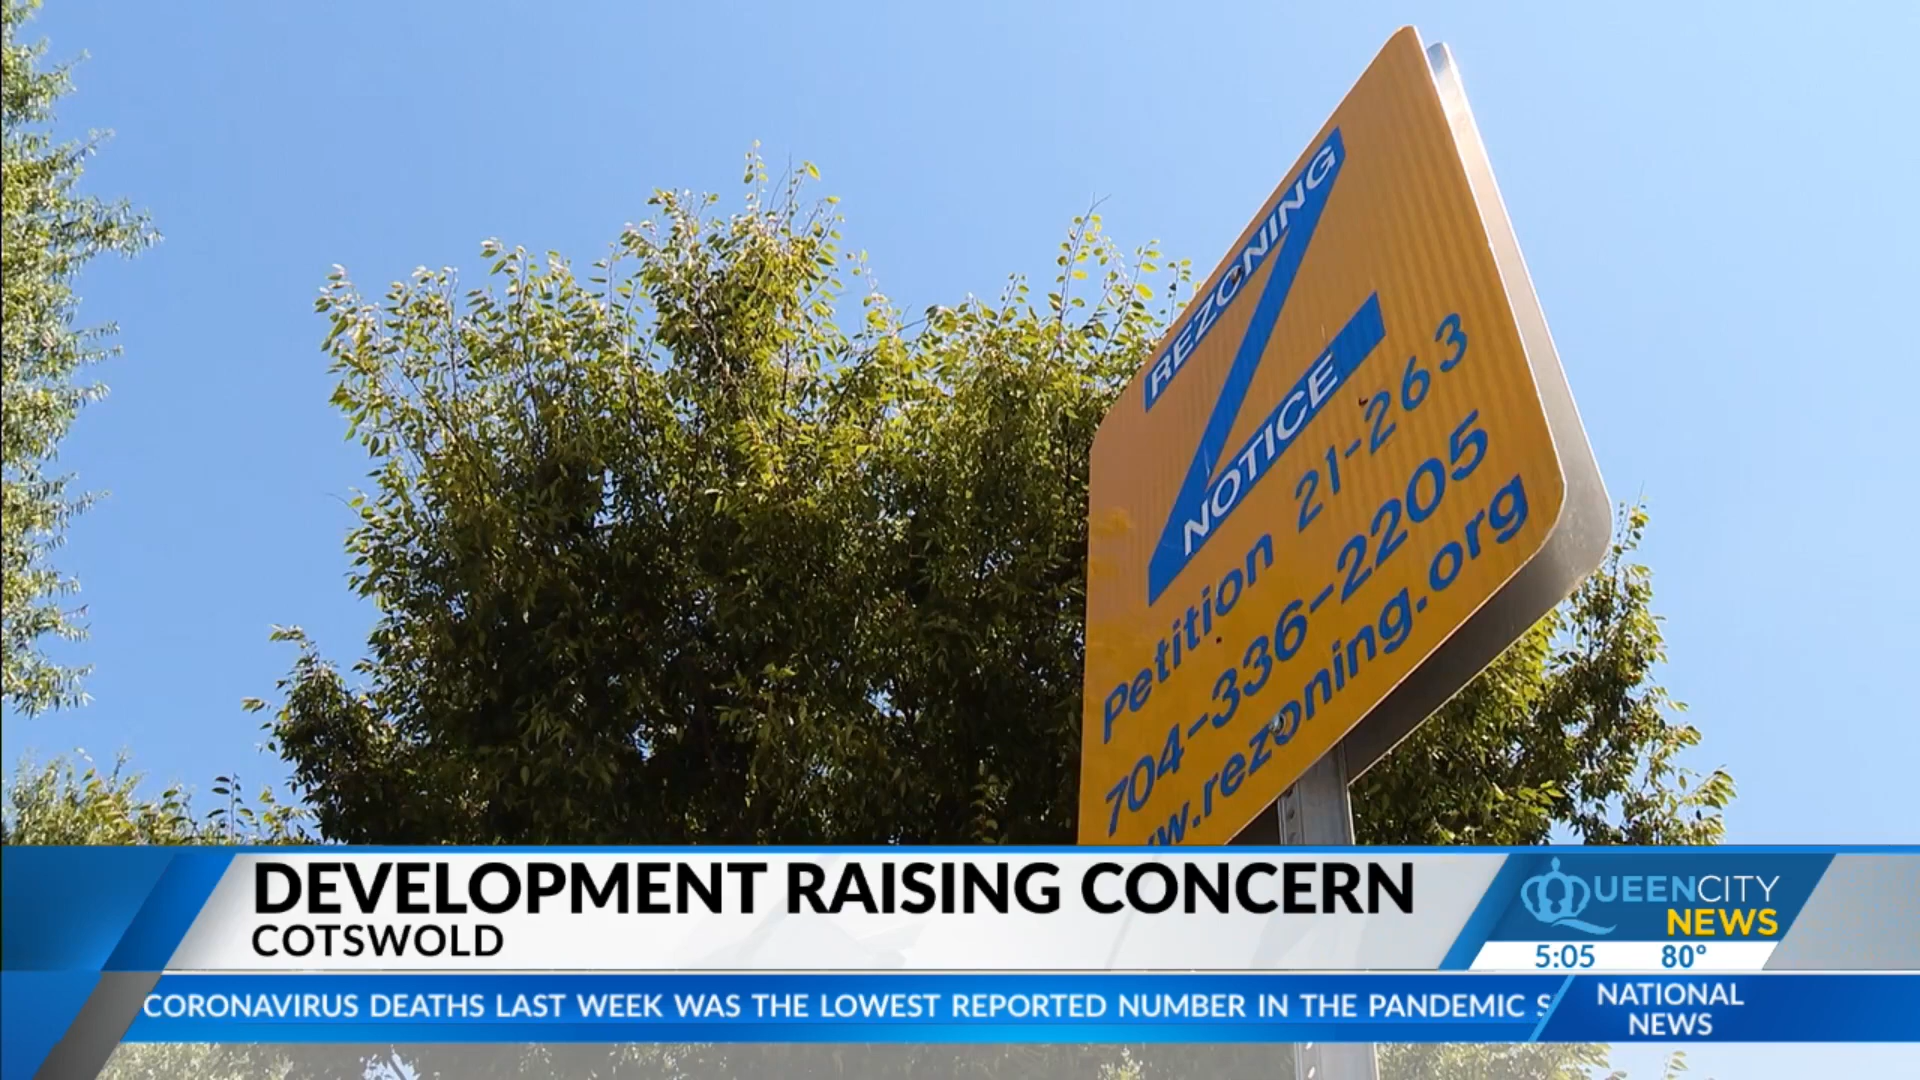 REZONING
NOTICE
Petition 21-263
704-336-2205
w.rezoning.org
DEVELOPMENT RAISING CONCERN
COTSWOLD
QUEENCITY
NEWS
5:05 80°
CORONAVIRUS DEATHS LAST WEEK WAS THE LOWEST REPORTED NUMBER IN THE PANDEMIC S
NATIONAL
NEWS